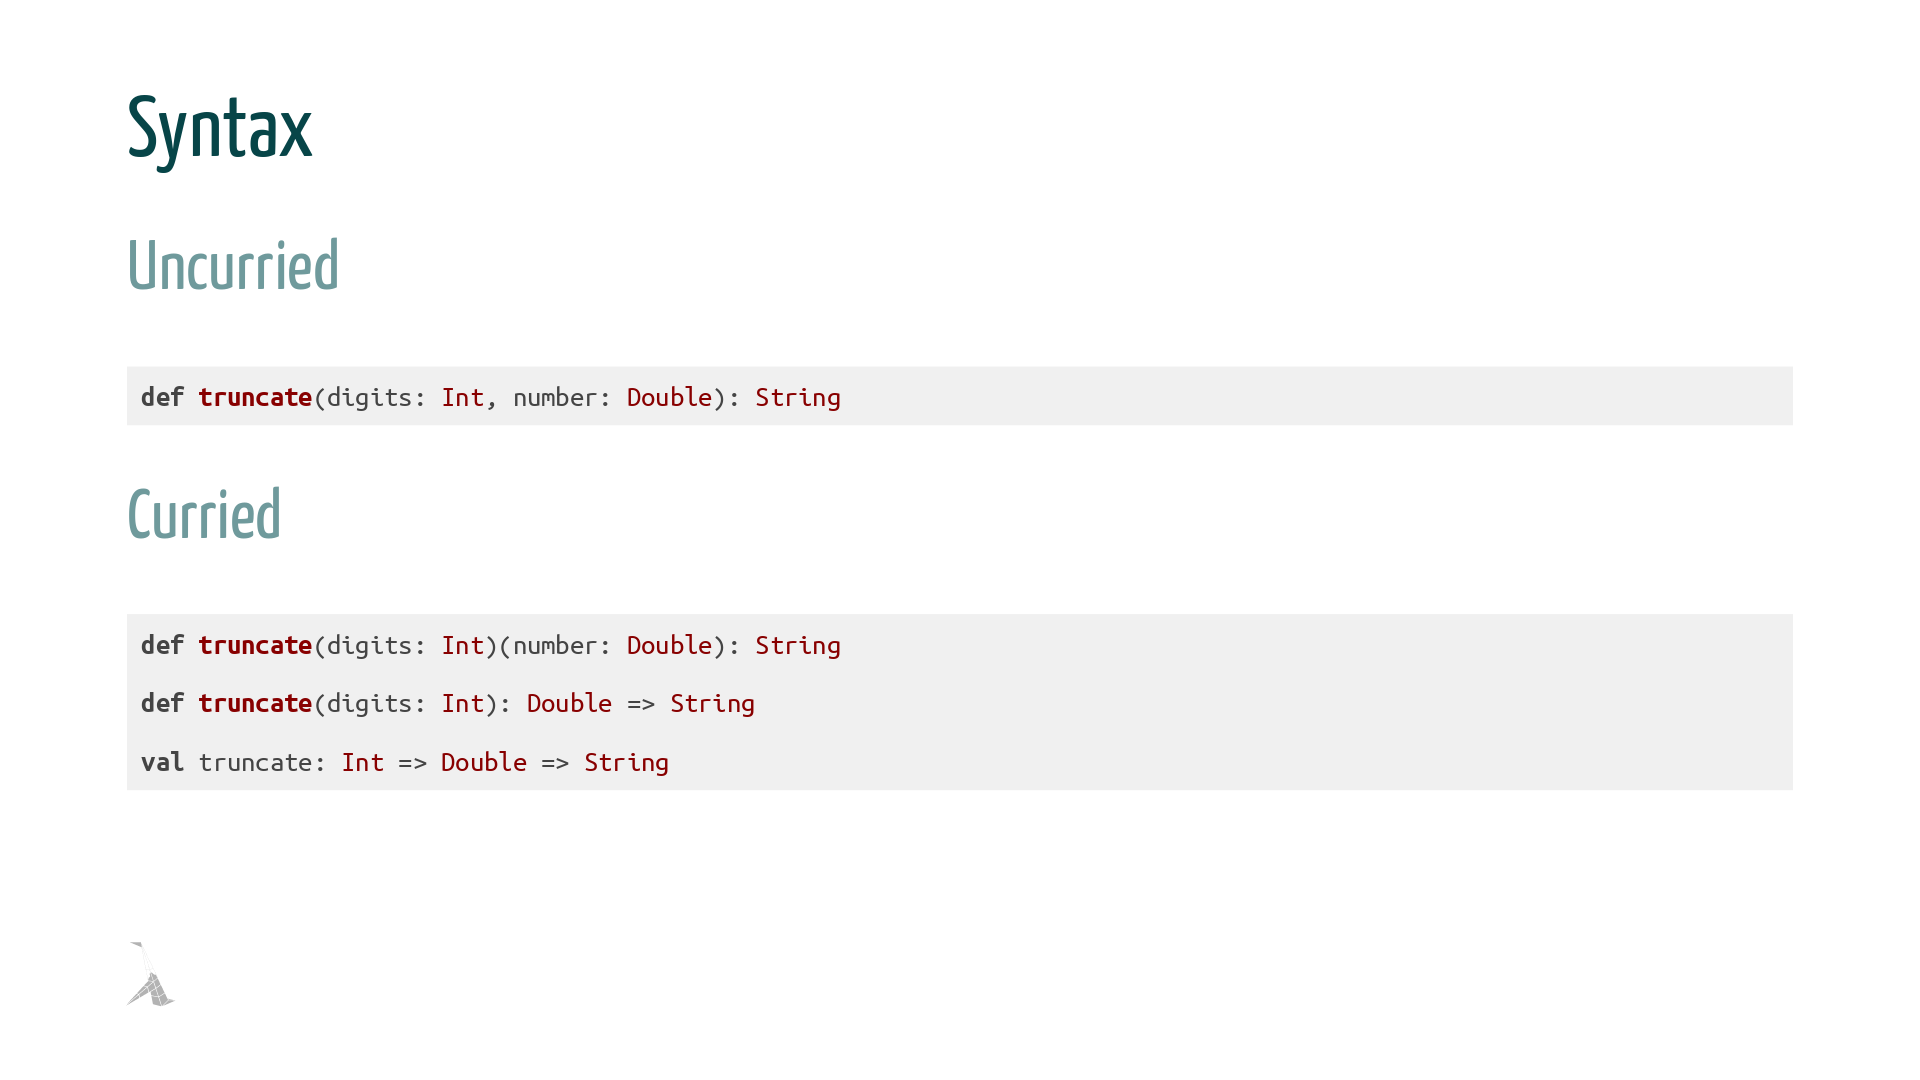 Syntax
Uncurried
def truncate(digits: Int, number: Double): String
Curried
def truncate(digits: Int)(number: Double): String
def truncate(digits: Int): Double => String
val truncate: Int => Double => String